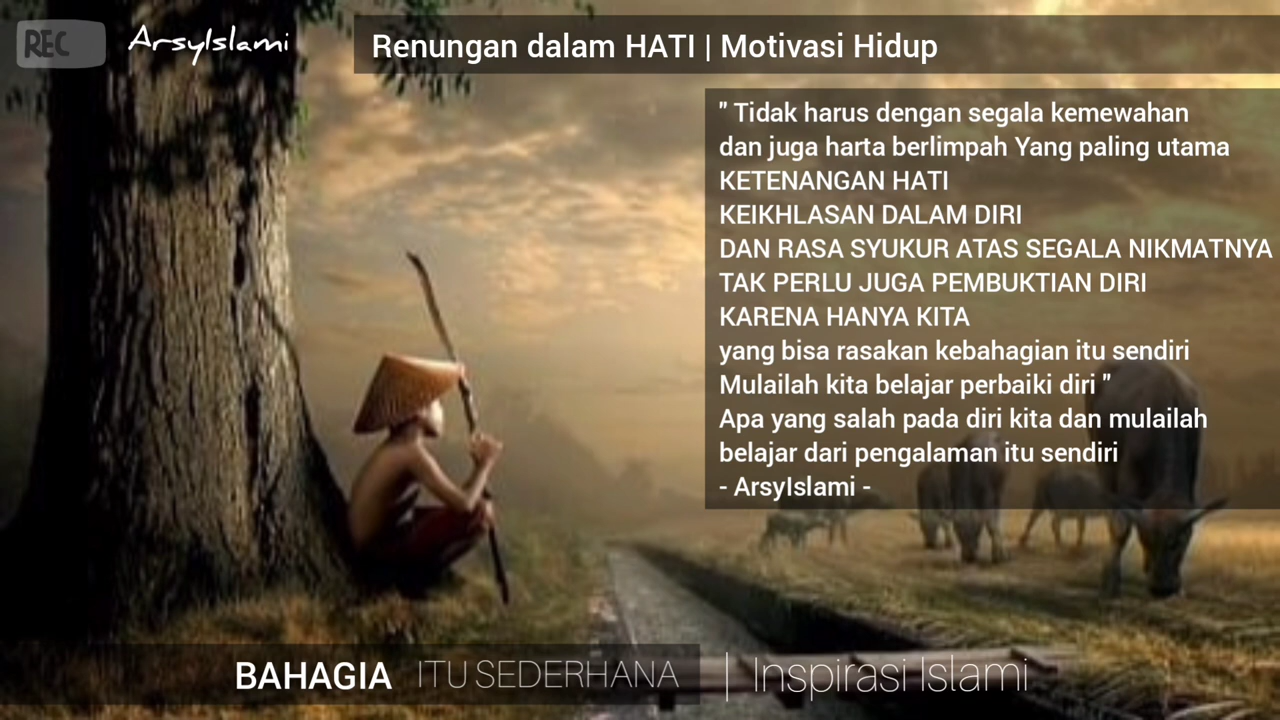 REC
ArsyIslami
Renungan dalam HATI | Motivasi Hidup
" Tidak harus dengan segala kemewahan
dan juga harta berlimpah Yang paling utama
KETENANGAN HATI
KEIKHLASAN DALAM DIRI
DAN RASA SYUKUR ATAS SEGALA NIKMATNYA
TAK PERLU JUGA PEMBUKTIAN DIRI
KARENA HANYA KITA
yang bisa rasakan kebahagian itu sendiri
Mulailah kita belajar perbaiki diri "
Apa yang salah pada diri kita dan mulailah
belajar dari pengalaman itu sendiri
- ArsyIslami -
BAHAGIA ITU SEDERHANA | Inspirasi Islami